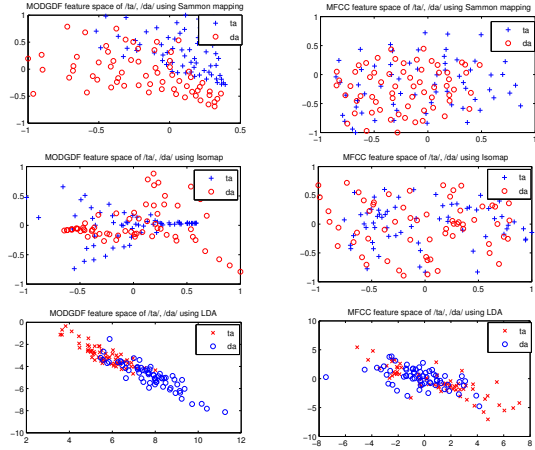 MODGDF feature space of /ta/, /da/ using Sammon mapping
1
0.5
0
−0.5
−1
−1 −0.5 0 0.5
ta
da
MFCC feature space of /ta/, /da/ using Sammon mapping
1
0.5
0
−0.5
−1
−1 −0.5 0 0.5 1
ta
da
MODGDF feature space of /ta/, /da/ using Isomap
1
0.5
0
−0.5
−1
−1 −0.5 0 0.5 1
ta
da
MFCC feature space of /ta/, /da/ using Isomap
1
0.5
0
−0.5
−1
−1 −0.5 0 0.5 1
ta
da
MODGDF feature space of /ta/, /da/ using LDA
0
−2
−4
−6
−8
−10
2 4 6 8 10 12
ta
da
MFCC feature space of /ta/, /da/ using LDA
10
5
0
−5
−10
−8 −6 −4 −2 0 2 4 6 8
ta
da